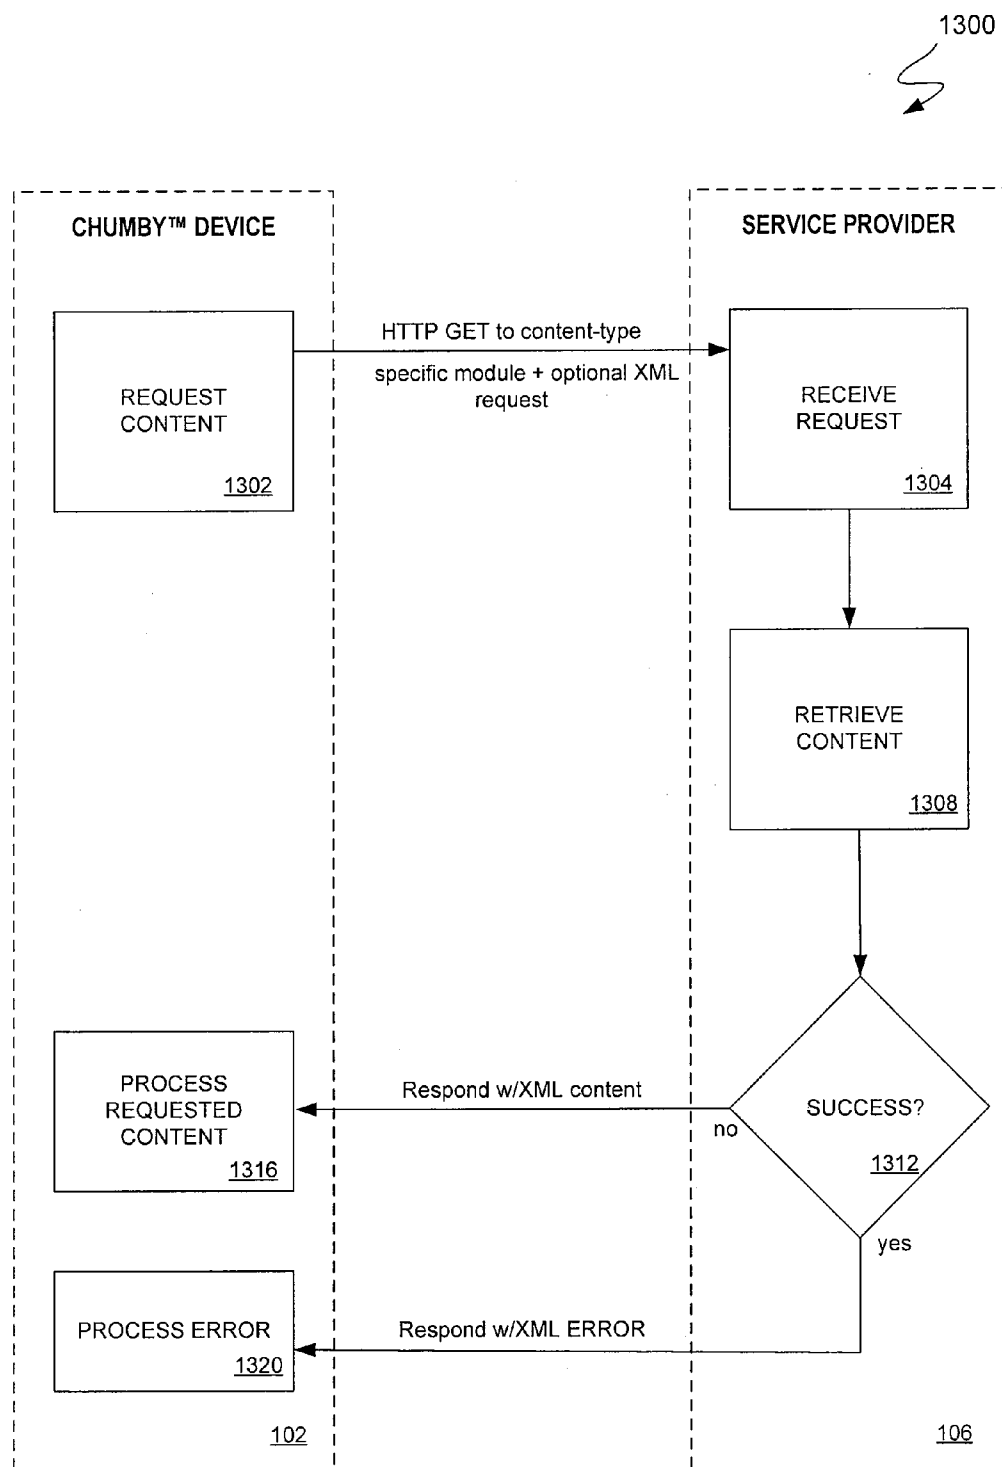 1300
CHUMBY™ DEVICE
SERVICE PROVIDER
REQUEST
CONTENT
1302
HTTP GET to content-type
specific module + optional XML
request
RECEIVE
REQUEST
1304
RETRIEVE
CONTENT
1308
PROCESS
REQUESTED
CONTENT
1316
Respond w/XML content
no
SUCCESS?
1312
yes
PROCESS ERROR
1320
Respond w/XML ERROR
102
106